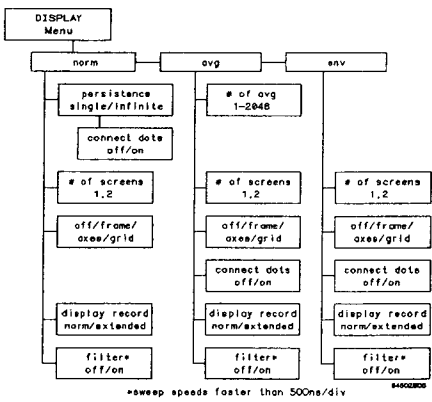 DISPLAY
Menu
norm
avg
env
persistence
single/infinite
connect dots
off/on
# of screens
1,2
off/frame/
axes/grid
display record
norm/extended
filter*
off/on
# of avg
1-2048
# of screens
1,2
off/frame/
axes/grid
connect dots
off/on
display record
norm/extended
filter*
off/on
# of screens
1,2
off/frame/
axes/grid
connect dots
off/on
display record
norm/extended
filter*
off/on
*sweep speeds faster than 500ns/div